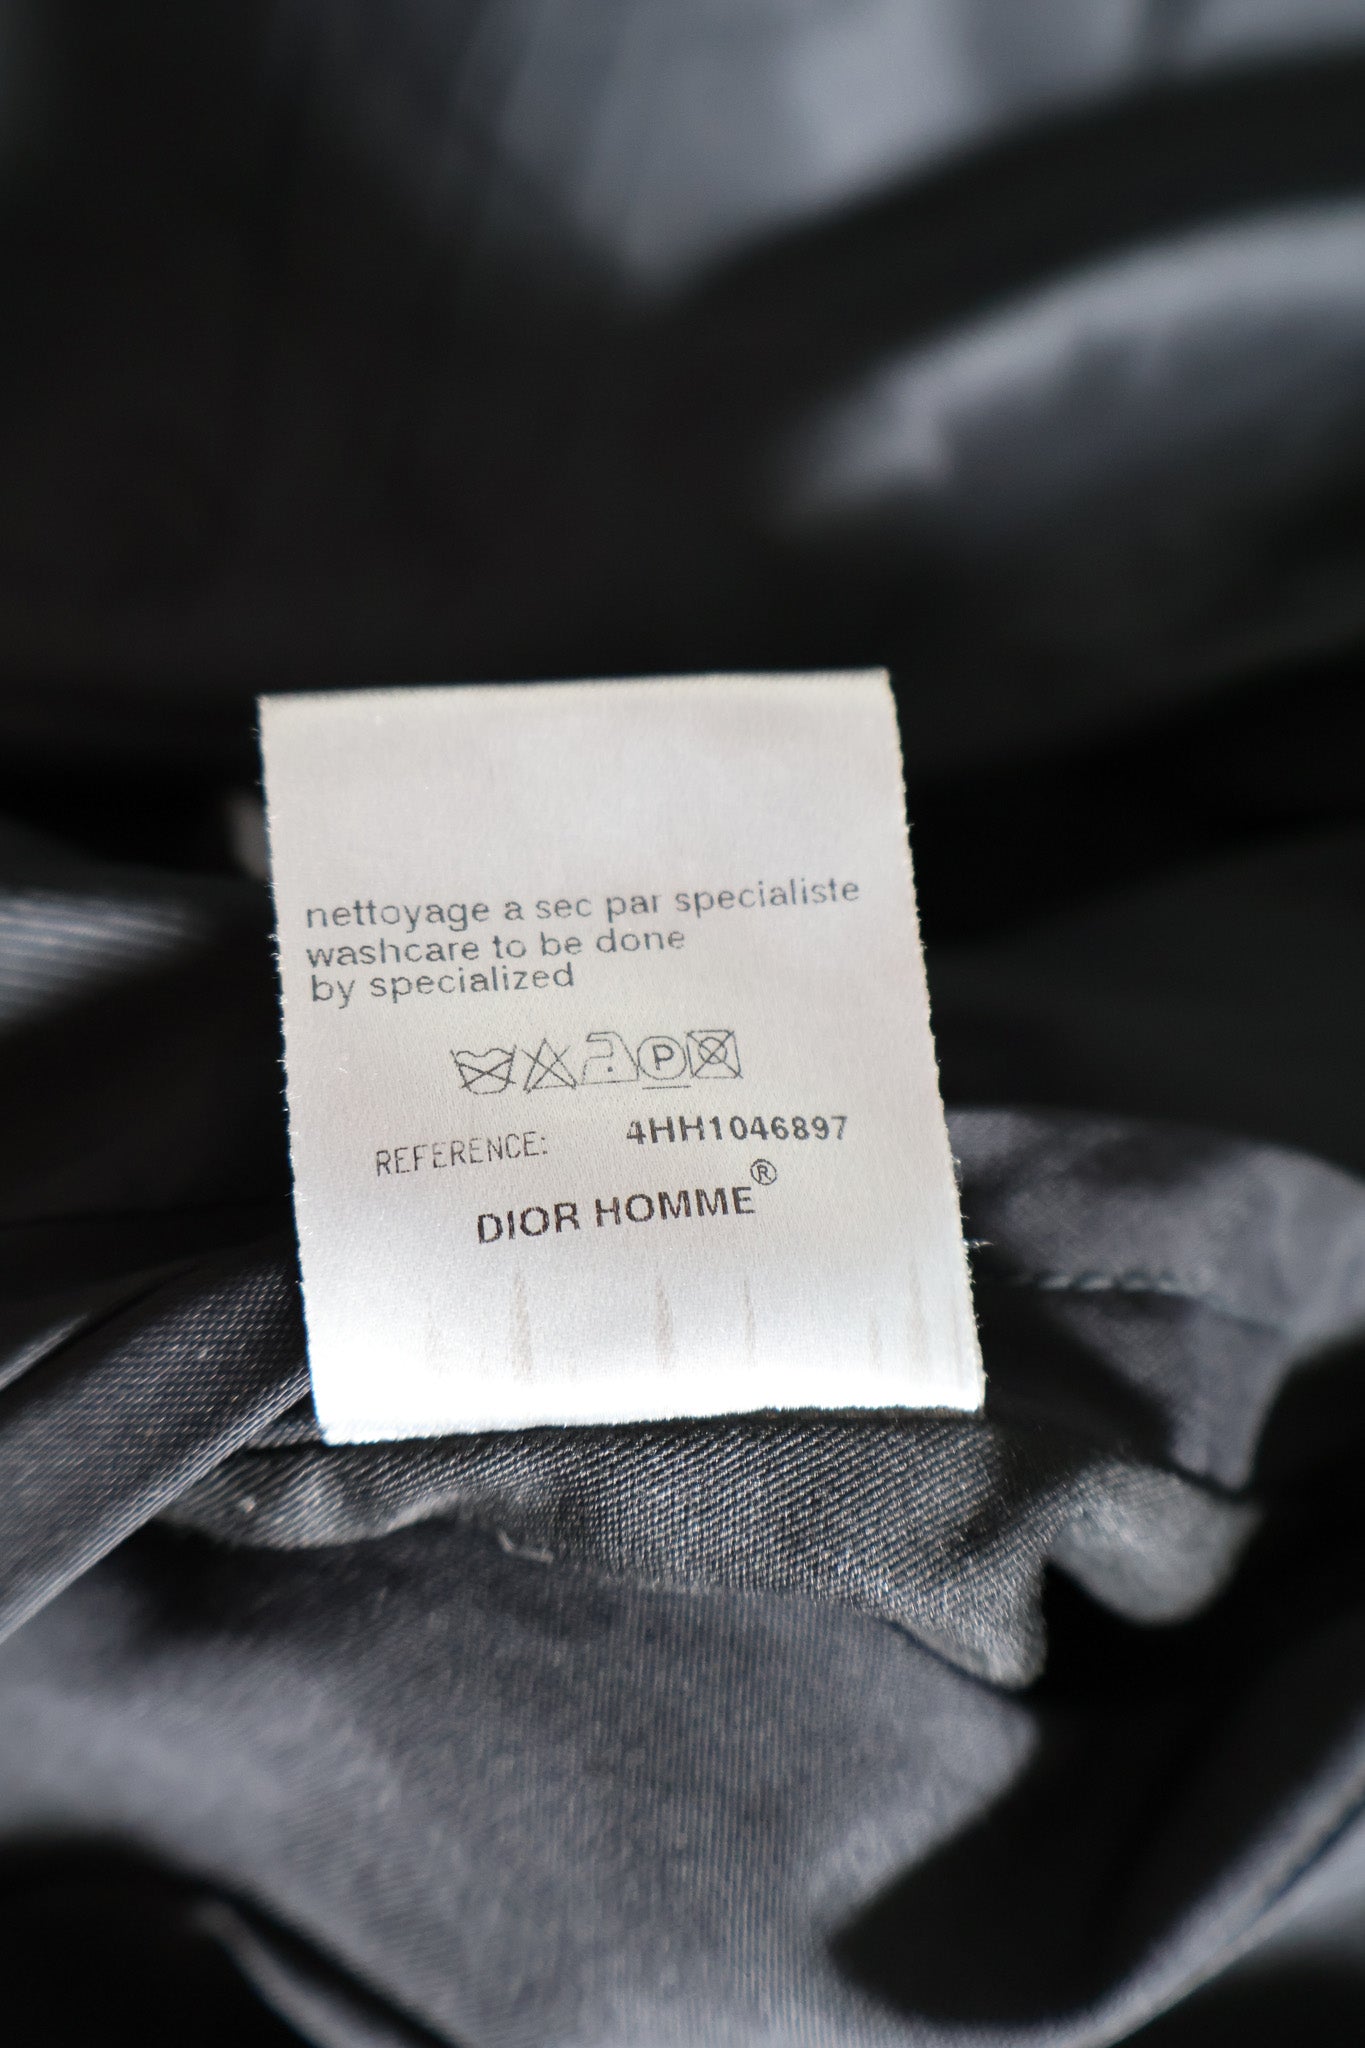 nettoyage a sec par specialiste
washcare to be done
by specialized
P
REFERENCE: 4HH1046897
DIOR HOMME®